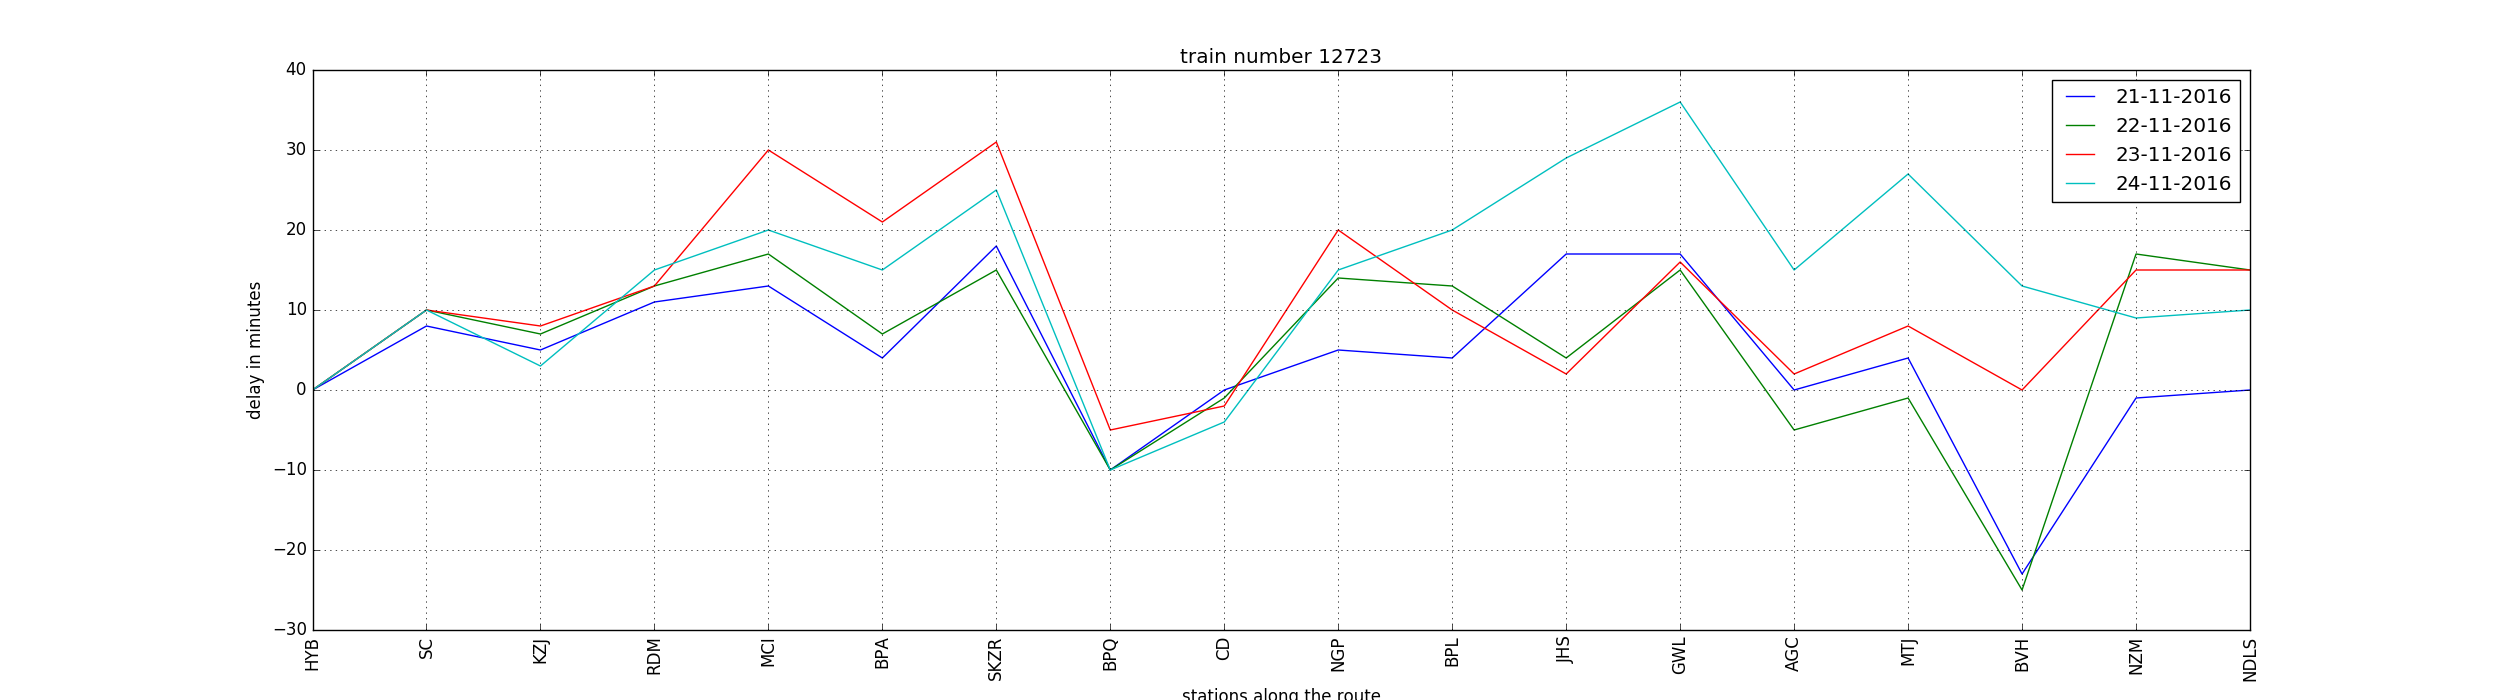 train number 12723
40
30
20
10
0
−10
−20
−30
delay in minutes
21-11-2016
22-11-2016
23-11-2016
24-11-2016
HYB
SC
KZJ
RDM
MCI
BPA
SKZR
BPQ
CD
NGP
BPL
JHS
GWL
AGC
MTJ
BVH
NZM
NDLS
stations along the route